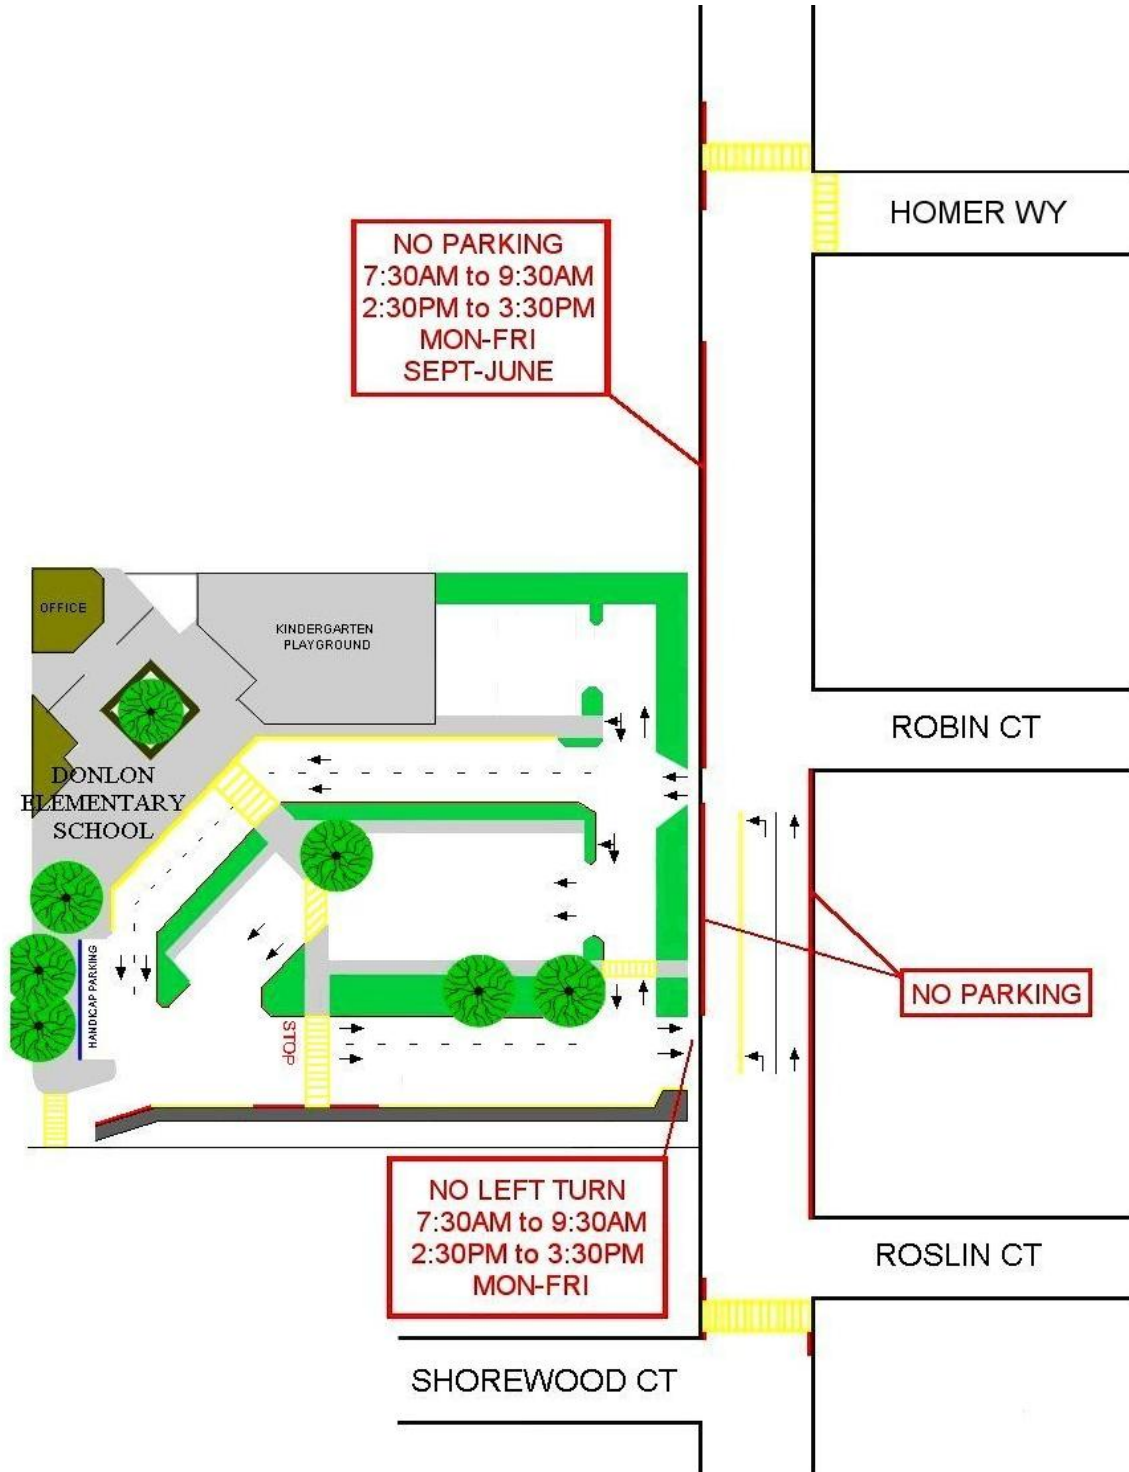 HOMER WY
NO PARKING
7:30AM to 9:30AM
2:30PM to 3:30PM
MON-FRI
SEPT-JUNE
OFFICE
KINDERGARTEN
PLAYGROUND
ROBIN CT
DONLON
ELEMENTARY
SCHOOL
HANDICAP PARKING
NO PARKING
STOP
NO LEFT TURN
7:30AM to 9:30AM
2:30PM to 3:30PM
MON-FRI
ROSLIN CT
SHOREWOOD CT